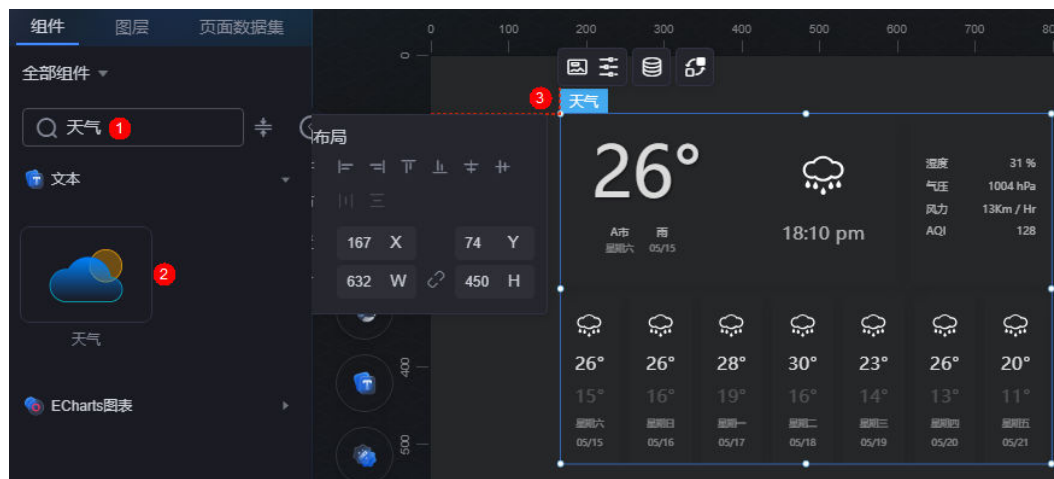 组件 图层 页面数据集
全部组件
天气 1
文本
2
天气
ECharts图表
0 100 200 300 400 500 600 700 80
0
400
500
布局
167 X 74 Y
632 W 450 H
3 天气
26°
A市 雨
星期六 05/15
18:10 pm
湿度 31 %
气压 1004 hPa
风力 13Km / Hr
AQI 128
26° 26° 28° 30° 23° 26° 20°
15° 16° 19° 16° 14° 13° 11°
星期六 星期日 星期一 星期二 星期三 星期四 星期五
05/15 05/16 05/17 05/18 05/19 05/20 05/21